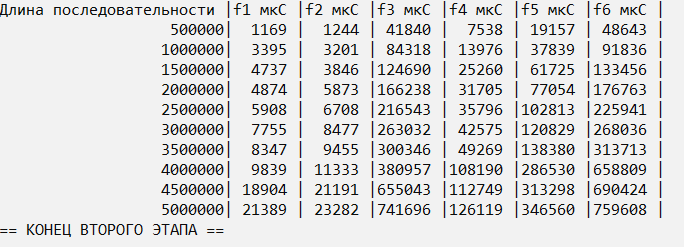 Длина последовательности |f1 мкС |f2 мкС |f3 мкС |f4 мкС |f5 мкС |f6 мкС |
500000| 1169 | 1244 | 41840 | 7538 | 19157 | 48643 |
1000000| 3395 | 3201 | 84318 | 13976 | 37839 | 91836 |
1500000| 4737 | 3846 |124690 | 25260 | 61725 |133456 |
2000000| 4874 | 5873 |166238 | 31705 | 77054 |176763 |
2500000| 5908 | 6708 |216543 | 35796 |102813 |225941 |
3000000| 7755 | 8477 |263032 | 42575 |120829 |268036 |
3500000| 8347 | 9455 |300346 | 49269 |138380 |313713 |
4000000| 9839 | 11333 |380957 |108190 |286530 |658809 |
4500000| 18904 | 21191 |655043 |112749 |313298 |690424 |
5000000| 21389 | 23282 |741696 |126119 |346560 |759608 |
== КОНЕЦ ВТОРОГО ЭТАПА ==